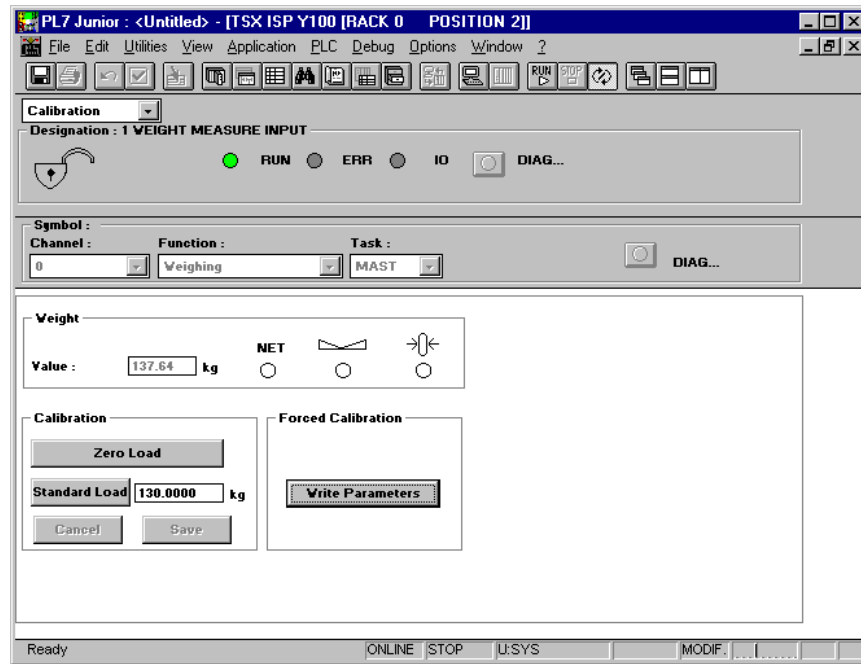 PL7 Junior : <Untitled> - [TSX ISP Y100 [RACK 0 POSITION 2]]
File Edit Utilities View Application PLC Debug Options Window ?
RUN STOP
Calibration
Designation : 1 WEIGHT MEASURE INPUT
RUN ERR IO DIAG...
Symbol :
Channel : Function : Task :
0 Weighing MAST DIAG...
Weight
NET
Value : 137.64 kg
Calibration Forced Calibration
Zero Load
Standard Load 130.0000 kg Write Parameters
Cancel Save
Ready ONLINE STOP U:SYS MODIF.